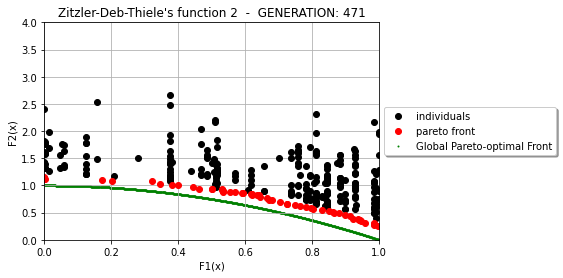 Zitzler-Deb-Thiele's function 2 - GENERATION: 471
4.0
3.5
3.0
2.5
2.0
1.5
1.0
0.5
0.0
F2(x)
0.0 0.2 0.4 0.6 0.8 1.0
F1(x)
individuals
pareto front
Global Pareto-optimal Front